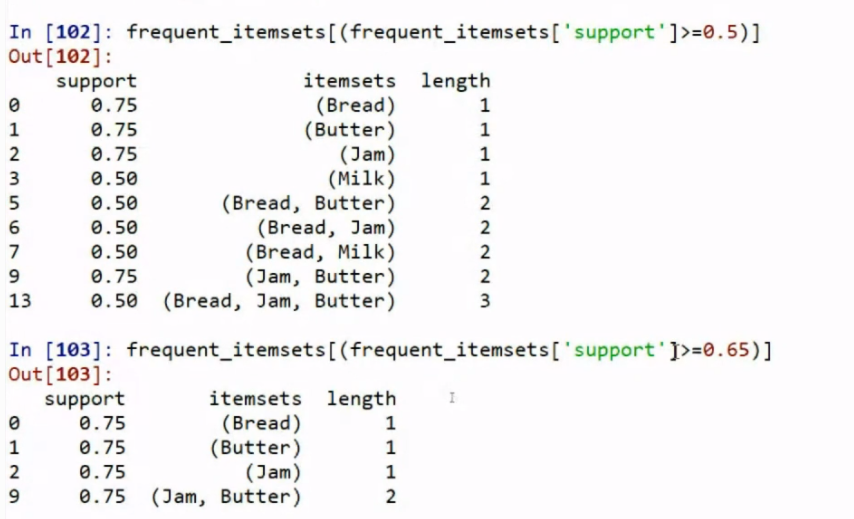 In [102]: frequent_itemsets[(frequent_itemsets['support']>=0.5)]
Out[102]:
support itemsets length
0 0.75 (Bread) 1
1 0.75 (Butter) 1
2 0.75 (Jam) 1
3 0.50 (Milk) 1
5 0.50 (Bread, Butter) 2
6 0.50 (Bread, Jam) 2
7 0.50 (Bread, Milk) 2
9 0.75 (Jam, Butter) 2
13 0.50 (Bread, Jam, Butter) 3
In [103]: frequent_itemsets[(frequent_itemsets['support']>=0.65)]
Out[103]:
support itemsets length
0 0.75 (Bread) 1
1 0.75 (Butter) 1
2 0.75 (Jam) 1
9 0.75 (Jam, Butter) 2